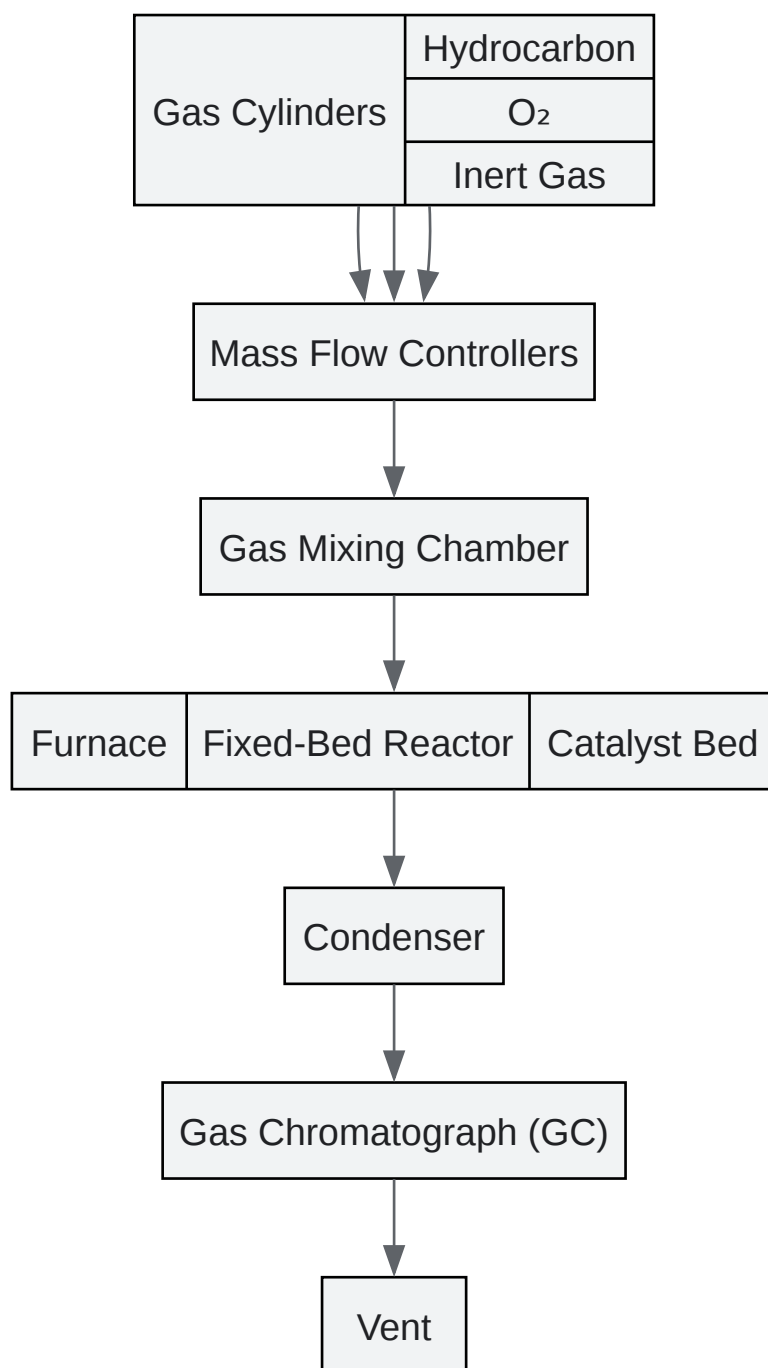 Gas Cylinders
Hydrocarbon
O₂
Inert Gas
Mass Flow Controllers
Gas Mixing Chamber
Furnace
Fixed-Bed Reactor
Catalyst Bed
Condenser
Gas Chromatograph (GC)
Vent